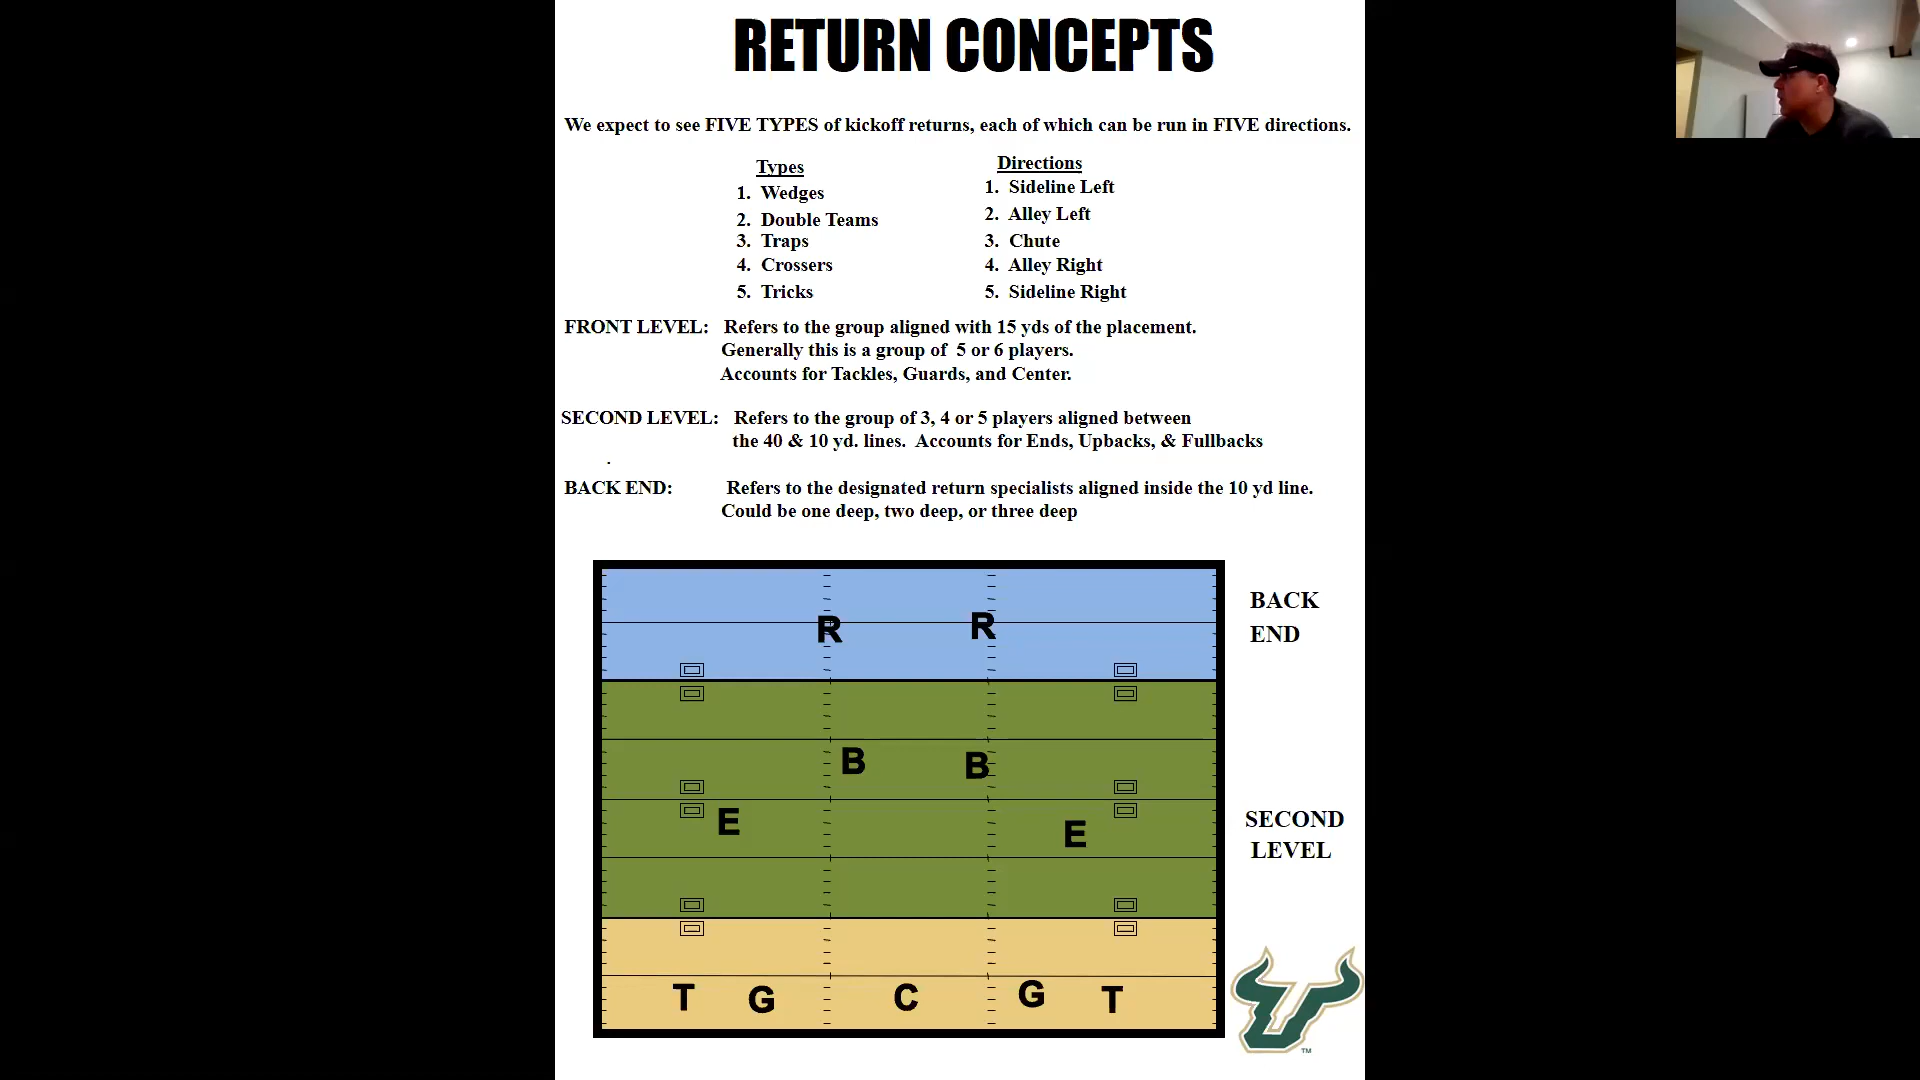 RETURN CONCEPTS
We expect to see FIVE TYPES of kickoff returns, each of which can be run in FIVE directions.
Types
1. Wedges
2. Double Teams
3. Traps
4. Crossers
5. Tricks
Directions
1. Sideline Left
2. Alley Left
3. Chute
4. Alley Right
5. Sideline Right
FRONT LEVEL: Refers to the group aligned with 15 yds of the placement.
Generally this is a group of 5 or 6 players.
Accounts for Tackles, Guards, and Center.
SECOND LEVEL: Refers to the group of 3, 4 or 5 players aligned between
the 40 & 10 yd. lines. Accounts for Ends, Upbacks, & Fullbacks
.
BACK END: Refers to the designated return specialists aligned inside the 10 yd line.
Could be one deep, two deep, or three deep
R R
BACK
END
B B
E E
SECOND
LEVEL
T G C G T
U
TM